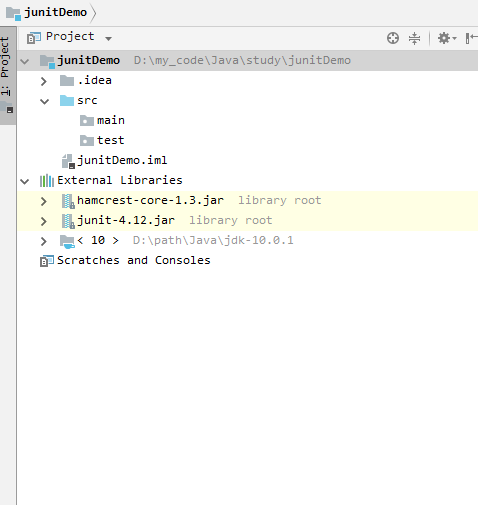 junitDemo
1: Project
Project
junitDemo D:\my_code\Java\study\junitDemo
.idea
src
main
test
junitDemo.iml
External Libraries
hamcrest-core-1.3.jar library root
junit-4.12.jar library root
< 10 > D:\path\Java\jdk-10.0.1
Scratches and Consoles